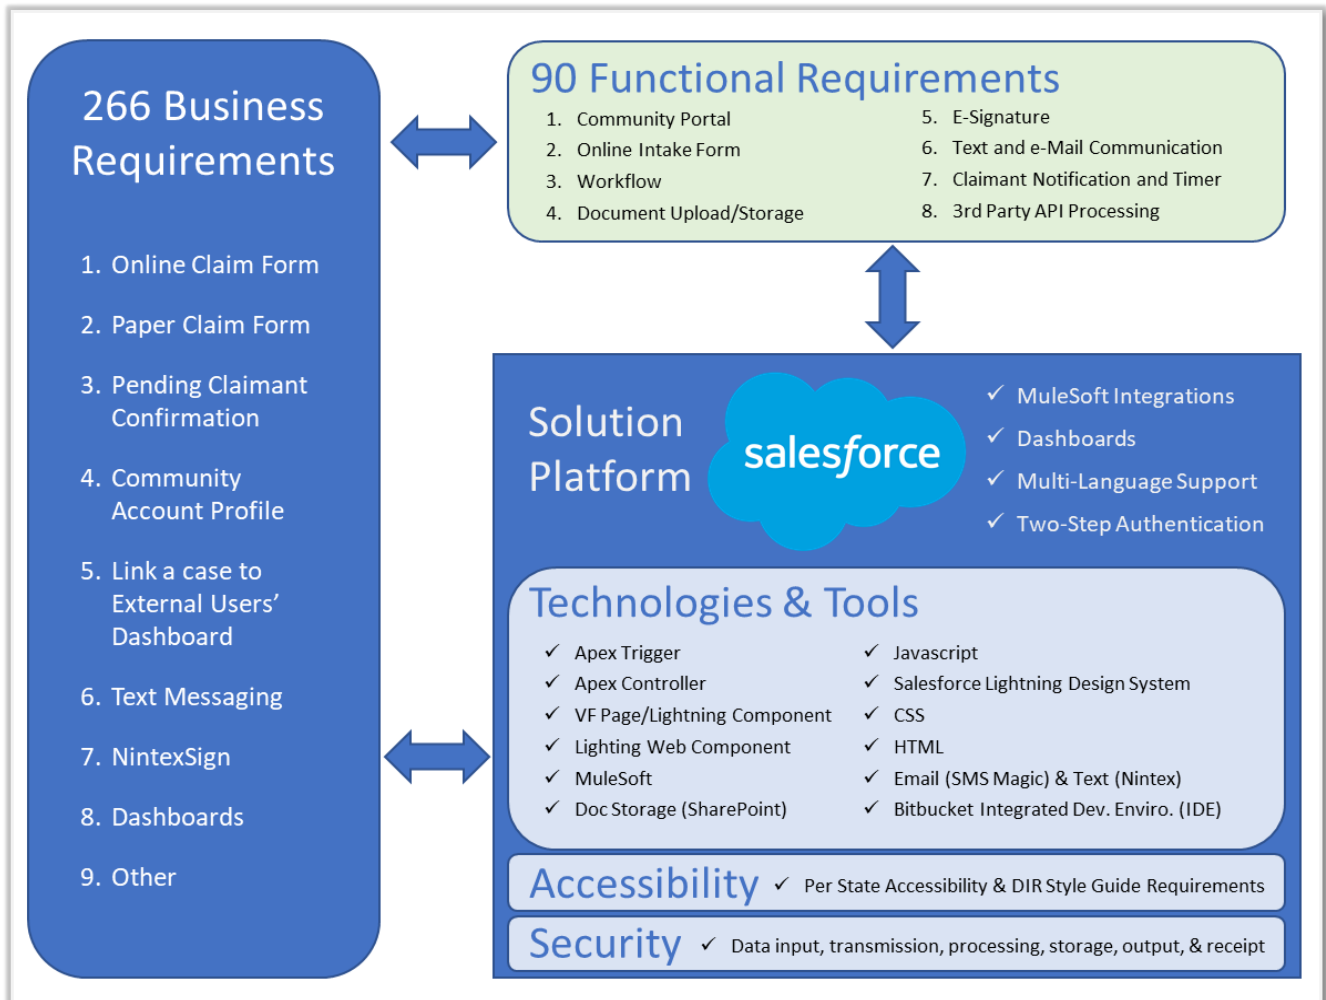 266 Business
Requirements
1. Online Claim Form
2. Paper Claim Form
3. Pending Claimant
Confirmation
4. Community
Account Profile
5. Link a case to
External Users’
Dashboard
6. Text Messaging
7. NintexSign
8. Dashboards
9. Other
90 Functional Requirements
1. Community Portal
2. Online Intake Form
3. Workflow
4. Document Upload/Storage
5. E-Signature
6. Text and e-Mail Communication
7. Claimant Notification and Timer
8. 3rd Party API Processing
Solution
Platform
salesforce
✓ MuleSoft Integrations
✓ Dashboards
✓ Multi-Language Support
✓ Two-Step Authentication
Technologies & Tools
✓ Apex Trigger
✓ Apex Controller
✓ VF Page/Lightning Component
✓ Lighting Web Component
✓ MuleSoft
✓ Doc Storage (SharePoint)
✓ Javascript
✓ Salesforce Lightning Design System
✓ CSS
✓ HTML
✓ Email (SMS Magic) & Text (Nintex)
✓ Bitbucket Integrated Dev. Enviro. (IDE)
Accessibility ✓ Per State Accessibility & DIR Style Guide Requirements
Security ✓ Data input, transmission, processing, storage, output, & receipt